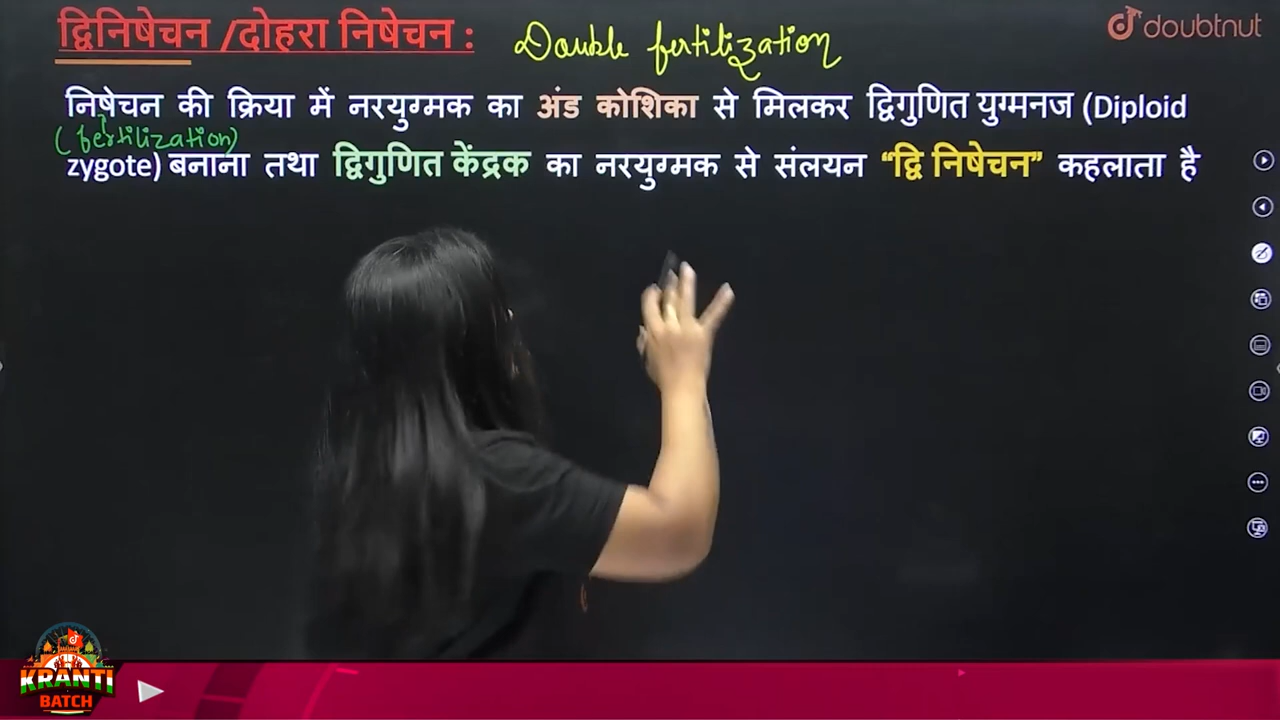 द्विनिषेचन /दोहरा निषेचन : Double fertilization
doubtnut
निषेचन की क्रिया में नरयुग्मक का अंड कोशिका से मिलकर द्विगुणित युग्मनज (Diploid
(fertilization)
zygote) बनाना तथा द्विगुणित केंद्रक का नरयुग्मक से संलयन “द्वि निषेचन” कहलाता है
KRANTI
BATCH